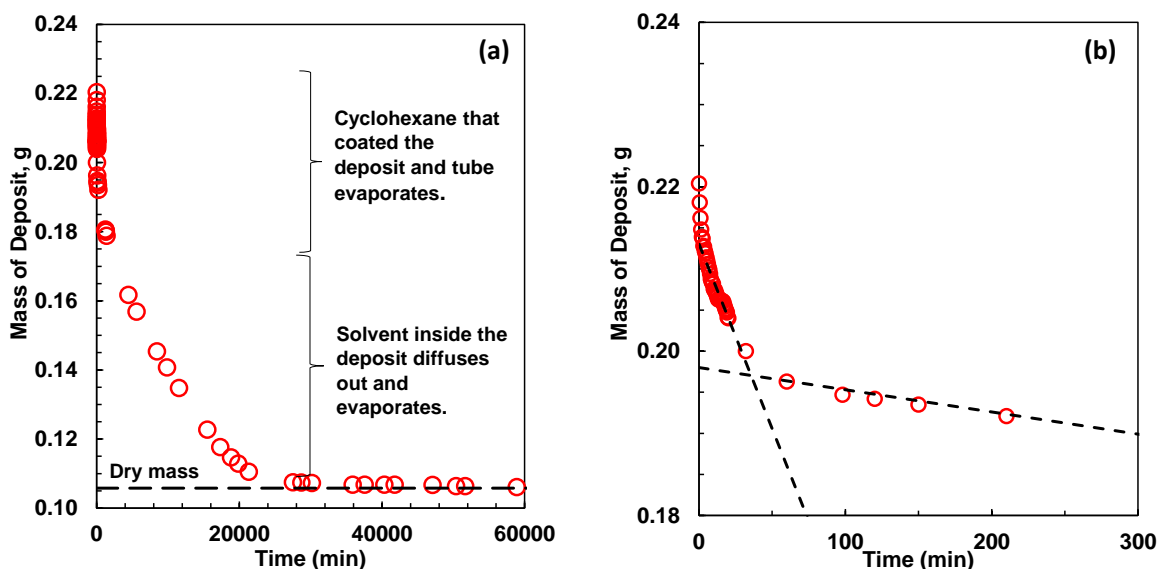 (a)
Mass of Deposit, g
0.24
0.22
0.20
0.18
0.16
0.14
0.12
0.10
Cyclohexane that
coated the
deposit and tube
evaporates.
Solvent inside the
deposit diffuses
out and
evaporates.
Dry mass
0
20000
40000
60000
Time (min)
(b)
Mass of Deposit, g
0.24
0.22
0.20
0.18
0
100
200
300
Time (min)